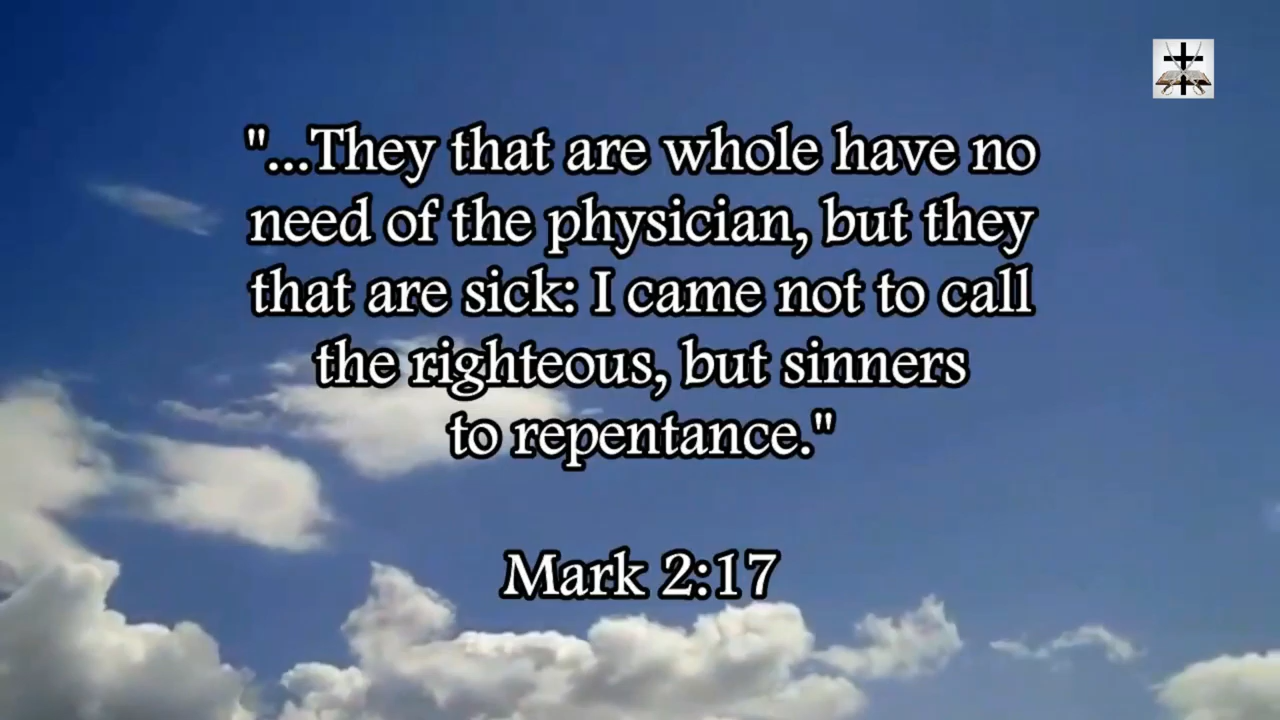 "...They that are whole have no
need of the physician, but they
that are sick: I came not to call
the righteous, but sinners
to repentance."
Mark 2:17